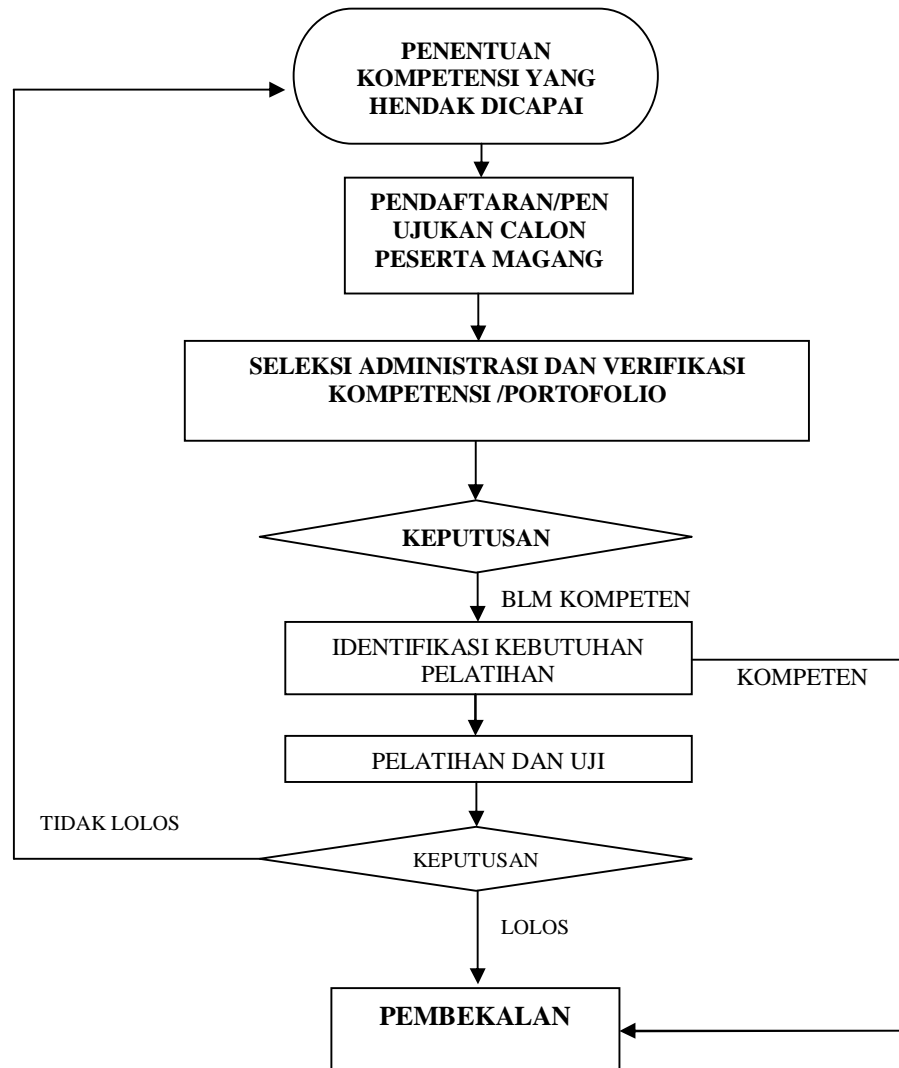 PENENTUAN
KOMPETENSI YANG
HENDAK DICAPAI
PENDAFTARAN/PEN
UJUKAN CALON
PESERTA MAGANG
SELEKSI ADMINISTRASI DAN VERIFIKASI
KOMPETENSI /PORTOFOLIO
KEPUTUSAN
BLM KOMPETEN
IDENTIFIKASI KEBUTUHAN
PELATIHAN
KOMPETEN
PELATIHAN DAN UJI
TIDAK LOLOS
KEPUTUSAN
LOLOS
PEMBEKALAN